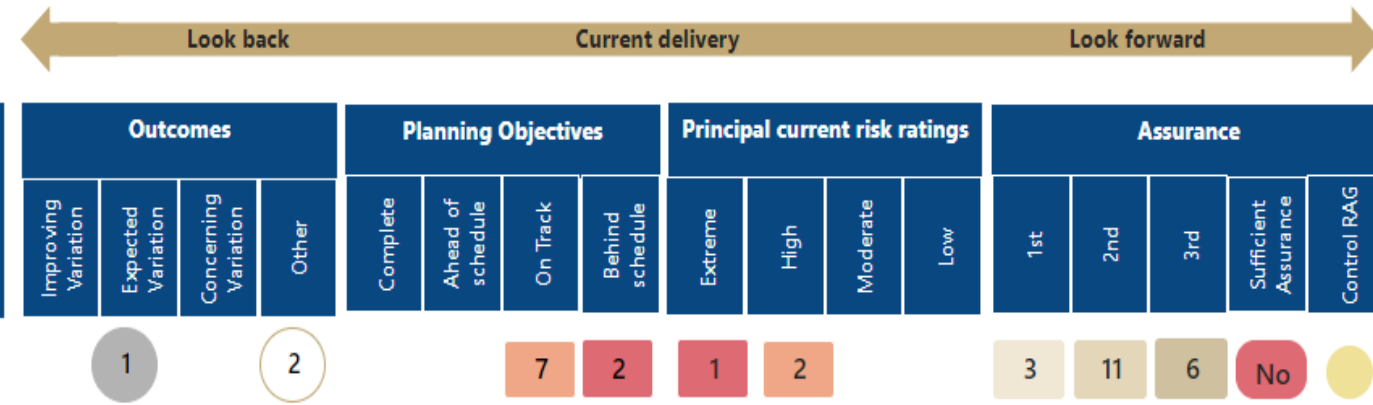 Look back Current delivery Look forward
Outcomes Planning Objectives Principal current risk ratings Assurance
Improving
Variation
Expected
Variation
Concerning
Variation
Other
Complete
Ahead of
schedule
On Track
Behind
schedule
Extreme
High
Moderate
Low
1st
2nd
3rd
Sufficient
Assurance
Control RAG
1 2 7 2 1 2 3 11 6 No